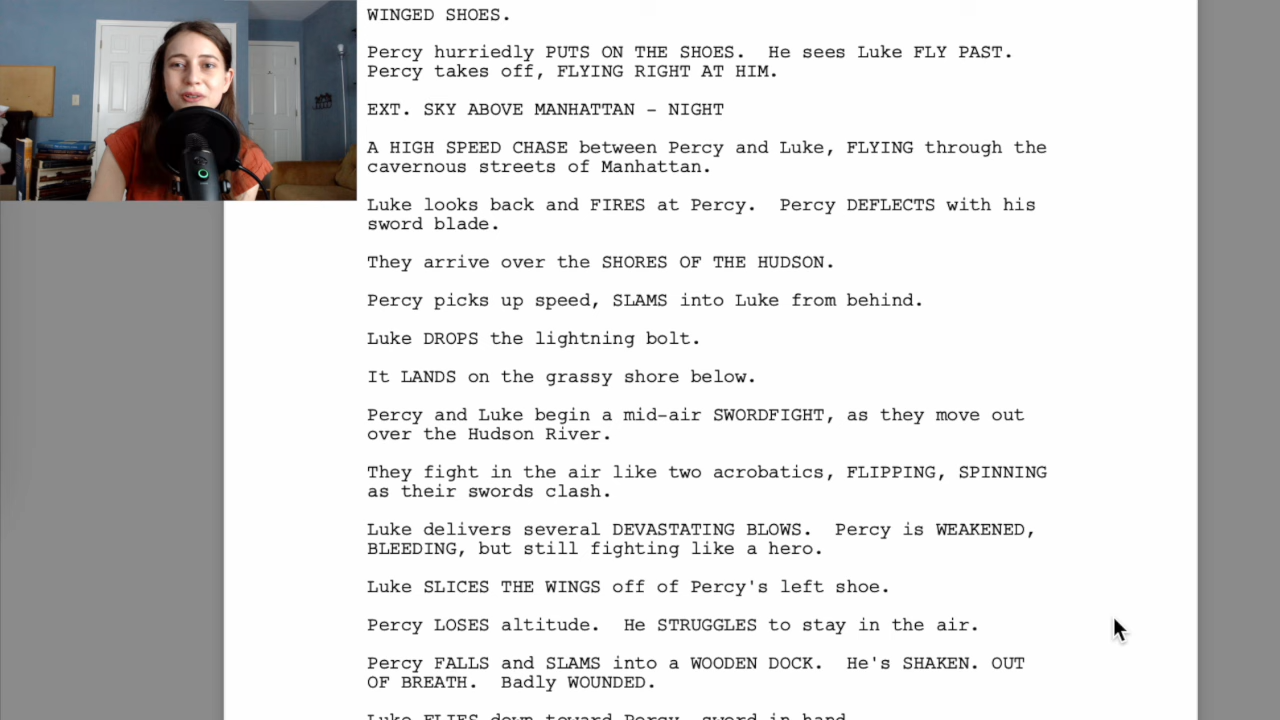 WINGED SHOES.
Percy hurriedly PUTS ON THE SHOES.  He sees Luke FLY PAST.
Percy takes off, FLYING RIGHT AT HIM.
EXT. SKY ABOVE MANHATTAN - NIGHT
A HIGH SPEED CHASE between Percy and Luke, FLYING through the
cavernous streets of Manhattan.
Luke looks back and FIRES at Percy.  Percy DEFLECTS with his
sword blade.
They arrive over the SHORES OF THE HUDSON.
Percy picks up speed, SLAMS into Luke from behind.
Luke DROPS the lightning bolt.
It LANDS on the grassy shore below.
Percy and Luke begin a mid-air SWORDFIGHT, as they move out
over the Hudson River.
They fight in the air like two acrobatics, FLIPPING, SPINNING
as their swords clash.
Luke delivers several DEVASTATING BLOWS.  Percy is WEAKENED,
BLEEDING, but still fighting like a hero.
Luke SLICES THE WINGS off of Percy's left shoe.
Percy LOSES altitude.  He STRUGGLES to stay in the air.
Percy FALLS and SLAMS into a WOODEN DOCK.  He's SHAKEN. OUT
OF BREATH.  Badly WOUNDED.
Luke FLIES down toward Percy, sword in hand